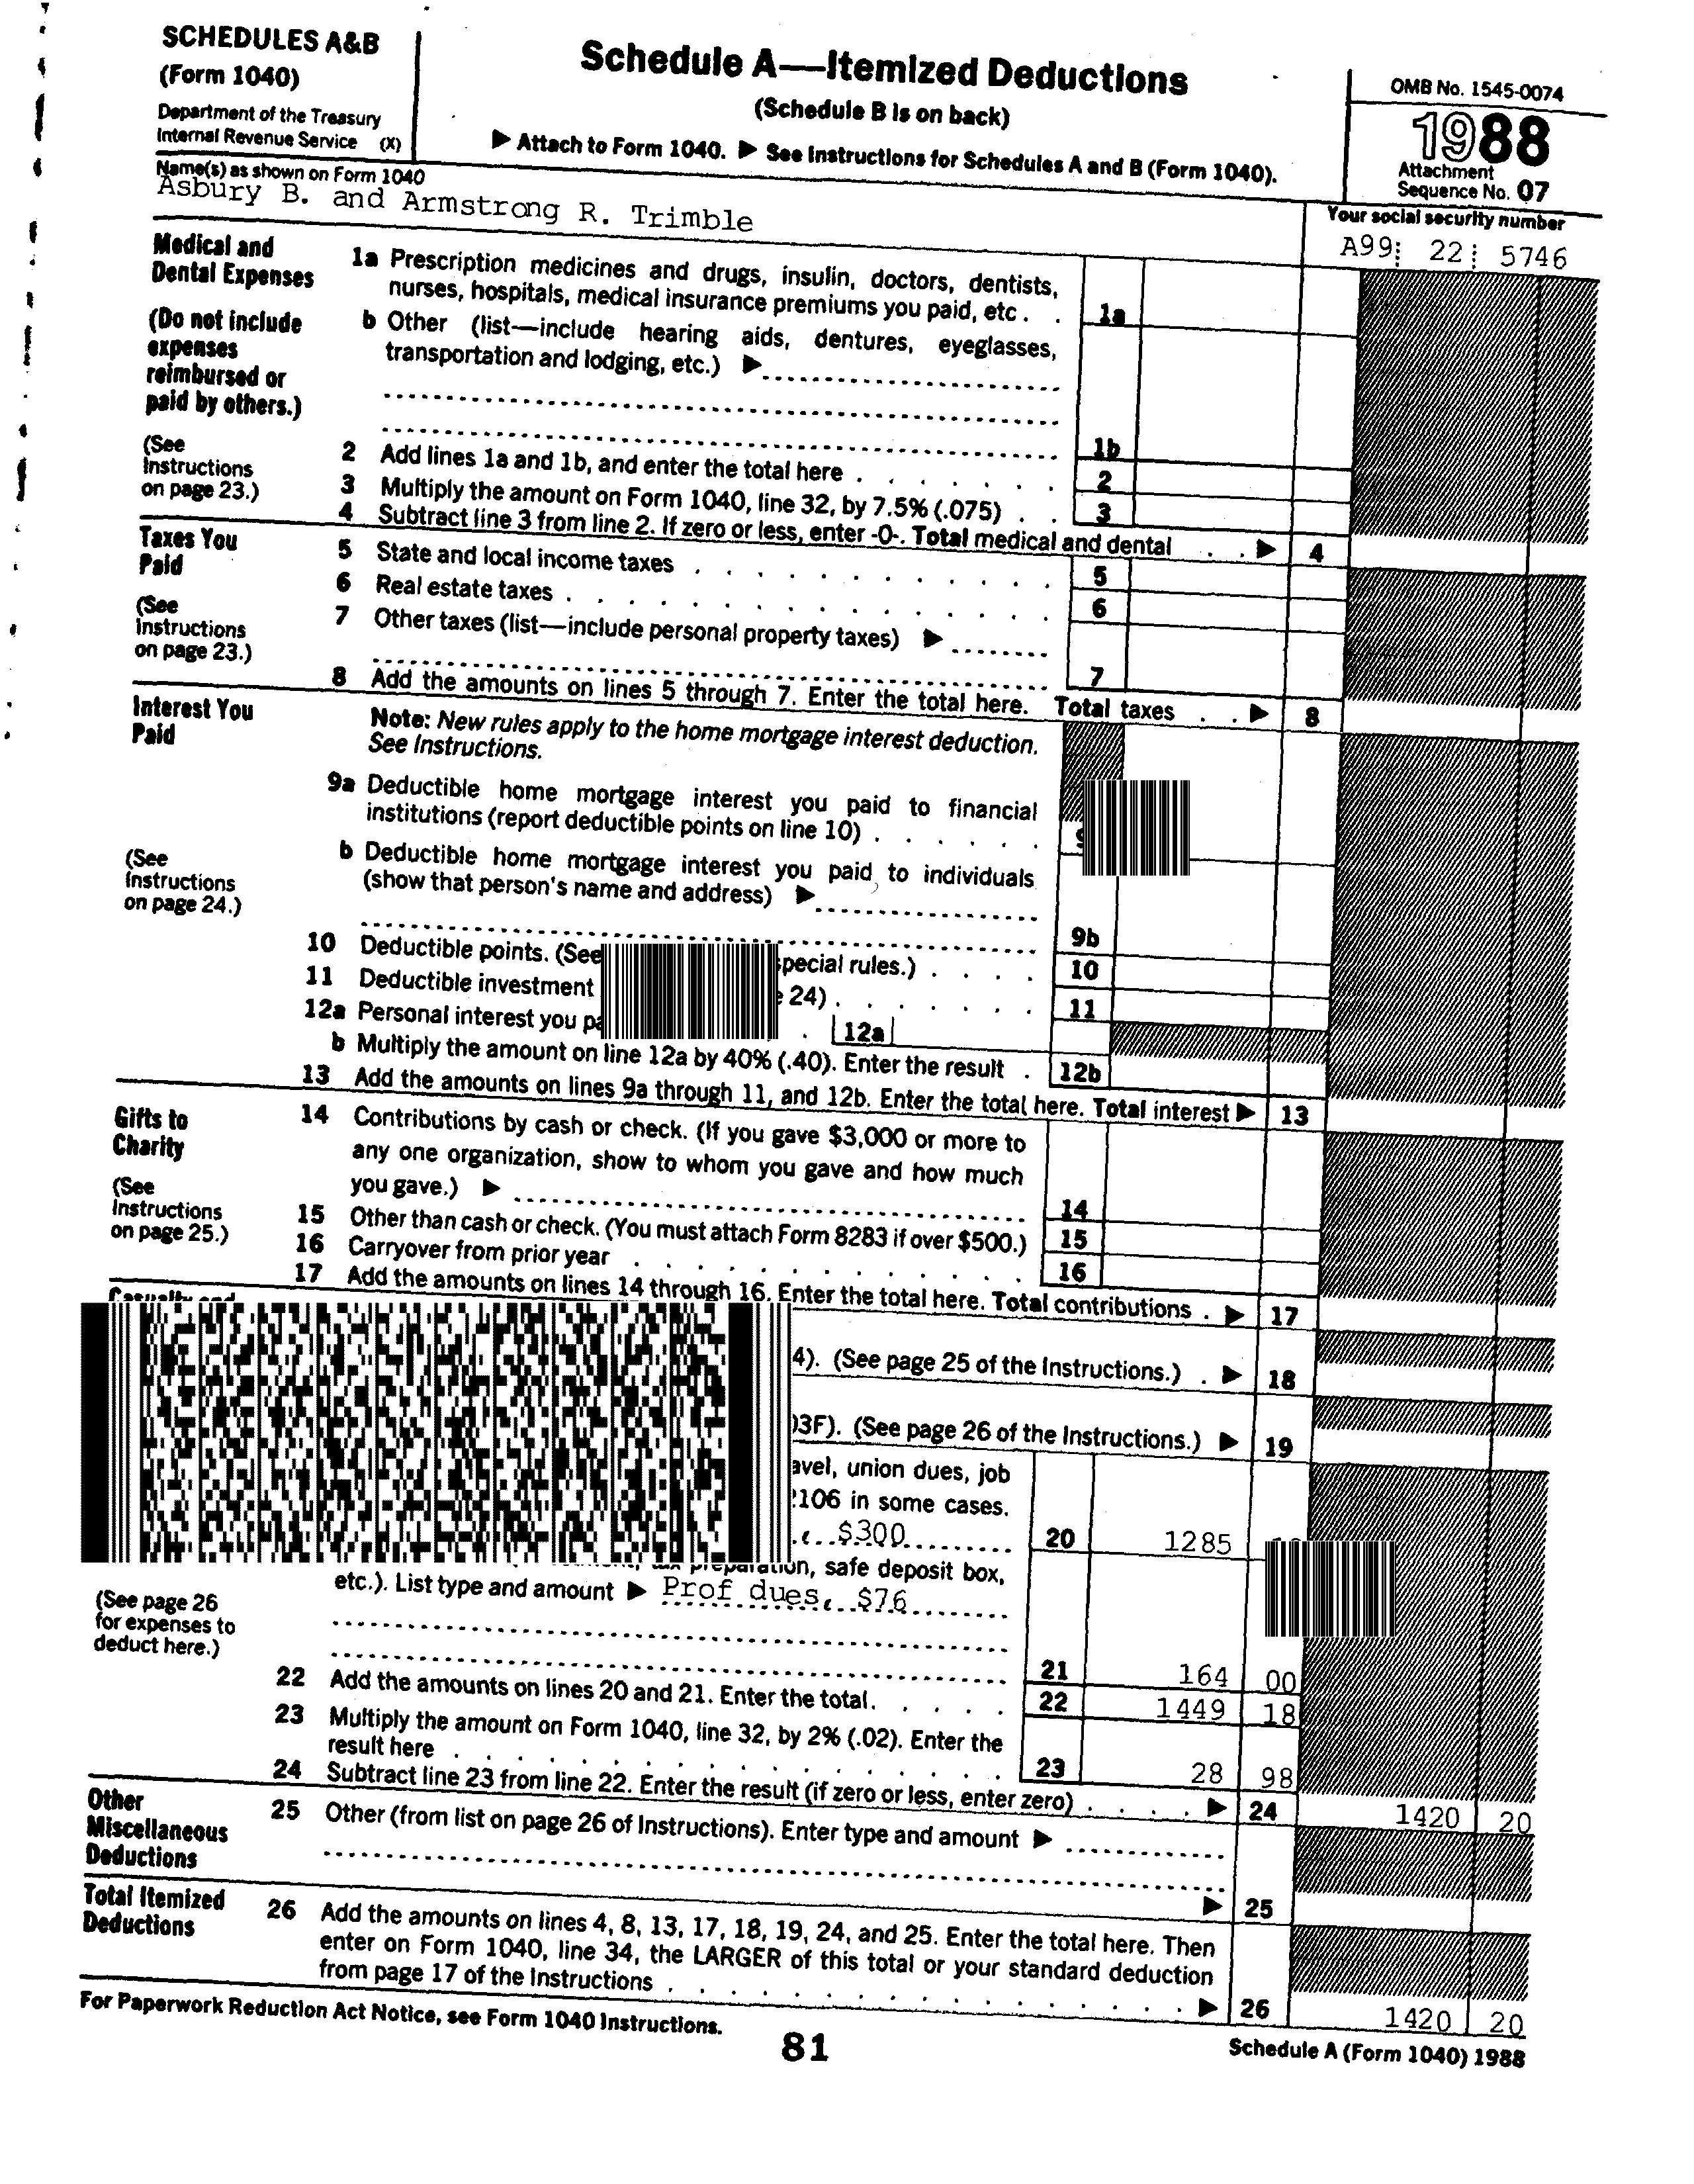 SCHEDULES A&B
(Form 1040)
Department of the Treasury
Internal Revenue Service (X)
Schedule A—Itemized Deductions
(Schedule B is on back)
▶ Attach to Form 1040. ▶ See Instructions for Schedules A and B (Form 1040).
OMB No. 1545-0074
1988
Attachment
Sequence No. 07
Name(s) as shown on Form 1040
Asbury B. and Armstrong R. Trimble
Your social security number
A99 22 5746
Medical and
Dental Expenses
(Do not include
expenses
reimbursed or
paid by others.)
(See
Instructions
on page 23.)
1a Prescription medicines and drugs, insulin, doctors, dentists,
nurses, hospitals, medical insurance premiums you paid, etc . . 1a
b Other (list—include hearing aids, dentures, eyeglasses,
transportation and lodging, etc.) ▶
1b
2 Add lines 1a and 1b, and enter the total here . . . . . . . 2
3 Multiply the amount on Form 1040, line 32, by 7.5% (.075) . . 3
4 Subtract line 3 from line 2. If zero or less, enter -0-. Total medical and dental . . ▶ 4
Taxes You
Paid
(See
Instructions
on page 23.)
5 State and local income taxes . . . . . . . . . . . . 5
6 Real estate taxes . . . . . . . . . . . . . . . 6
7 Other taxes (list—include personal property taxes) ▶
7
8 Add the amounts on lines 5 through 7. Enter the total here. Total taxes . . ▶ 8
Interest You
Paid
(See
Instructions
on page 24.)
Note: New rules apply to the home mortgage interest deduction.
See Instructions.
9a Deductible home mortgage interest you paid to financial
institutions (report deductible points on line 10) . . . . . .
b Deductible home mortgage interest you paid to individuals
(show that person's name and address) ▶
9b
10 Deductible points. (See special rules.) . . . . 10
11 Deductible investment 24) . . . . . . 11
12a Personal interest you . 12a
b Multiply the amount on line 12a by 40% (.40). Enter the result . 12b
13 Add the amounts on lines 9a through 11, and 12b. Enter the total here. Total interest ▶ 13
Gifts to
Charity
(See
Instructions
on page 25.)
14 Contributions by cash or check. (If you gave $3,000 or more to
any one organization, show to whom you gave and how much
you gave.) ▶
14
15 Other than cash or check. (You must attach Form 8283 if over $500.) 15
16 Carryover from prior year . . . . . . . . . . . . . 16
17 Add the amounts on lines 14 through 16. Enter the total here. Total contributions . ▶ 17
Casualty and
4). (See page 25 of the Instructions.) . ▶ 18
03F). (See page 26 of the Instructions.) ▶ 19
union dues, job
2106 in some cases.
$300 20 1285
preparation, safe deposit box,
etc.). List type and amount ▶ Prof dues, $76
(See page 26
for expenses to
deduct here.)
21 164 00
22 Add the amounts on lines 20 and 21. Enter the total. . . . . 22 1449 18
23 Multiply the amount on Form 1040, line 32, by 2% (.02). Enter the
result here . . . . . . . . . . . . . . . . 23 28 98
24 Subtract line 23 from line 22. Enter the result (if zero or less, enter zero) . . . . ▶ 24 1420 20
Other
Miscellaneous
Deductions
25 Other (from list on page 26 of Instructions). Enter type and amount ▶
▶ 25
Total Itemized
Deductions
26 Add the amounts on lines 4, 8, 13, 17, 18, 19, 24, and 25. Enter the total here. Then
enter on Form 1040, line 34, the LARGER of this total or your standard deduction
from page 17 of the Instructions . . . . . . . . . . . . . . . ▶ 26 1420 20
For Paperwork Reduction Act Notice, see Form 1040 Instructions.
81
Schedule A (Form 1040) 1988